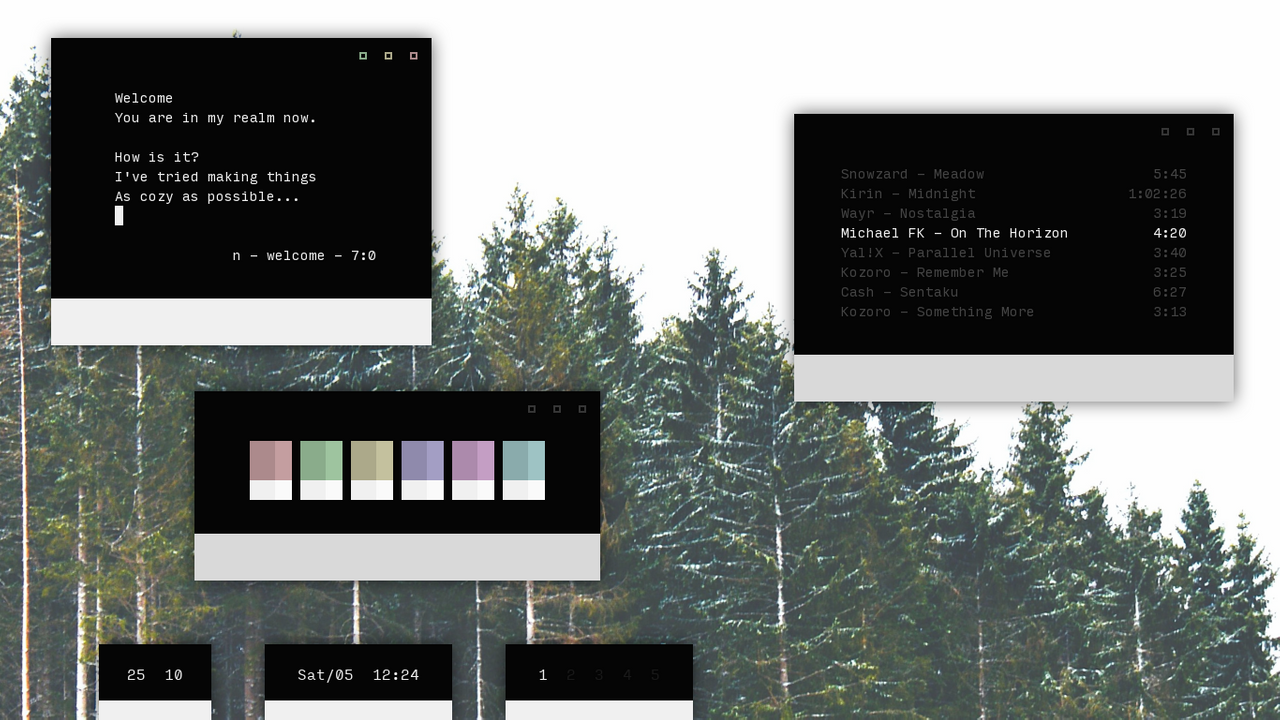 Welcome
You are in my realm now.
How is it?
I've tried making things
As cozy as possible...
n – welcome – 7:0
Snowzard – Meadow 5:45
Kirin – Midnight 1:02:26
Wayr – Nostalgia 3:19
Michael FK – On The Horizon 4:20
Yal!X – Parallel Universe 3:40
Kozoro – Remember Me 3:25
Cash – Sentaku 6:27
Kozoro – Something More 3:13
25 10
Sat/05 12:24
1 2 3 4 5